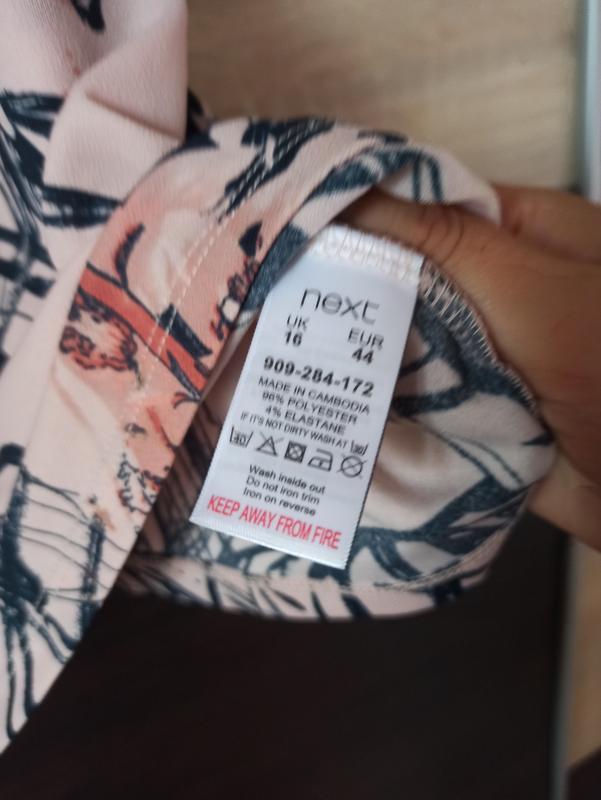 next
UK EUR
16 44
909-284-172
MADE IN CAMBODIA
96% POLYESTER
4% ELASTANE
IF IT'S NOT DIRTY WASH AT 30
Wash inside out
Do not iron trim
Iron on reverse
KEEP AWAY FROM FIRE